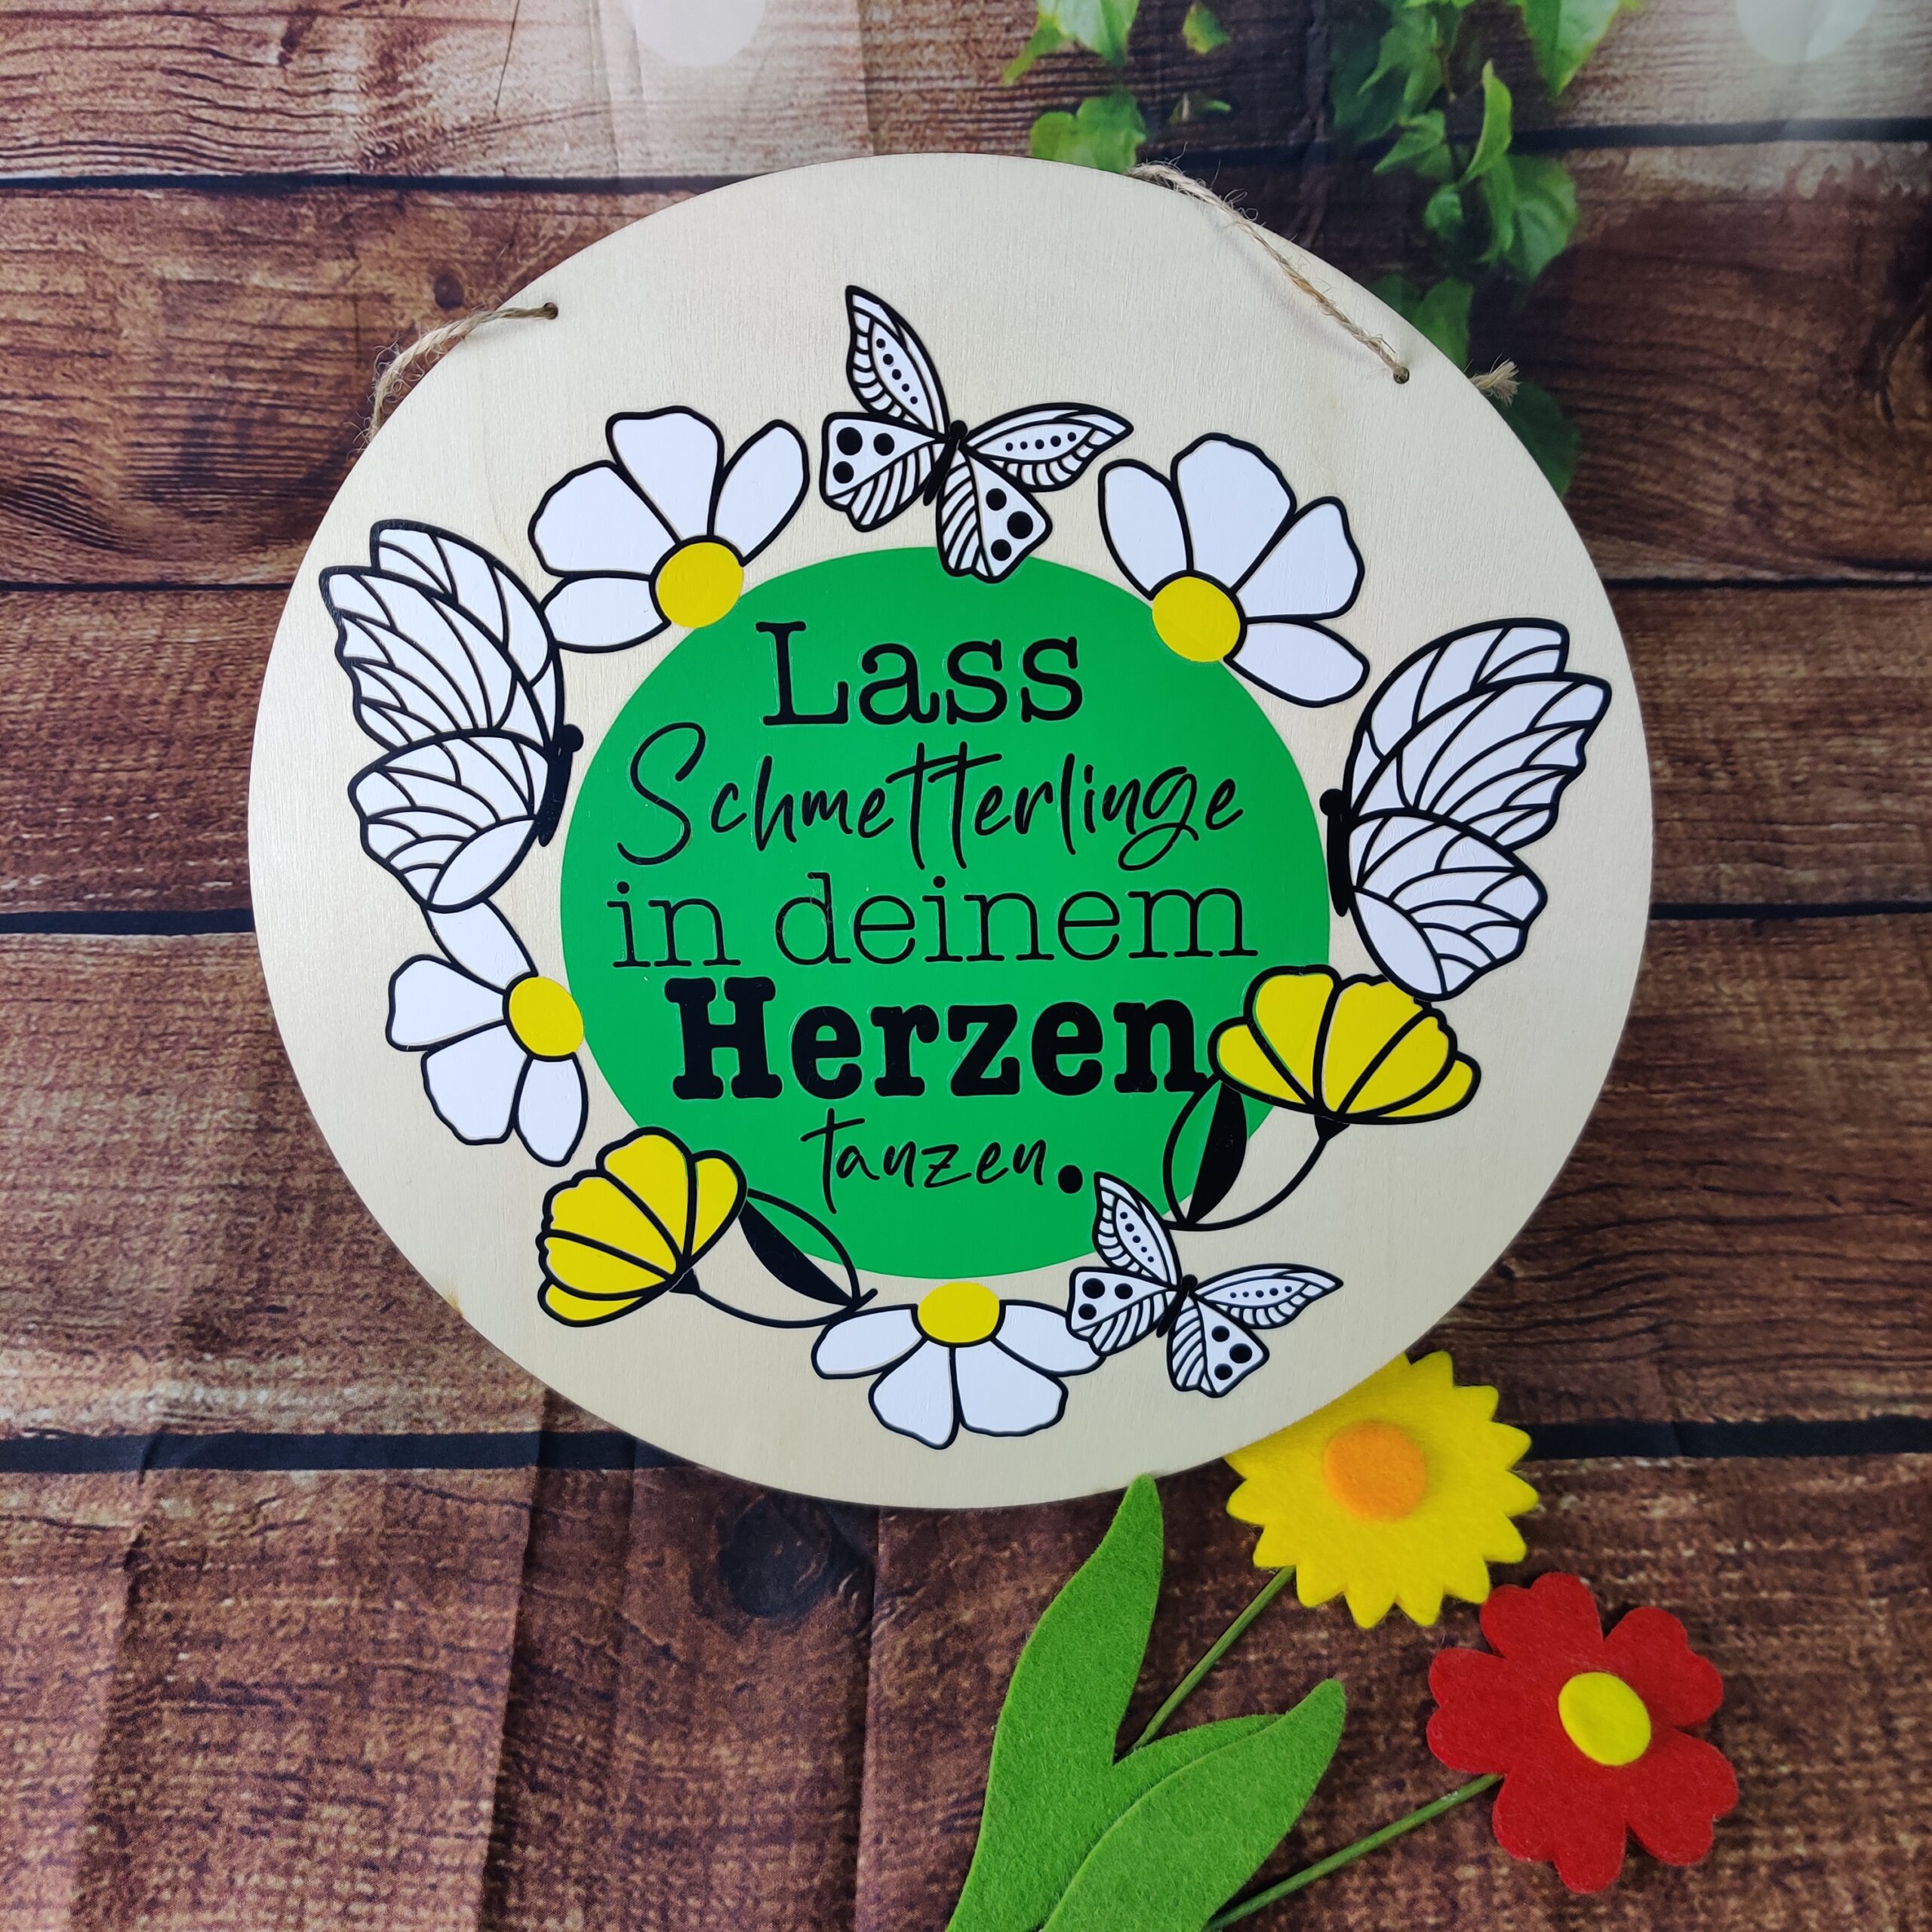 Lass
Schmetterlinge
in deinem
Herzen
tanzen.